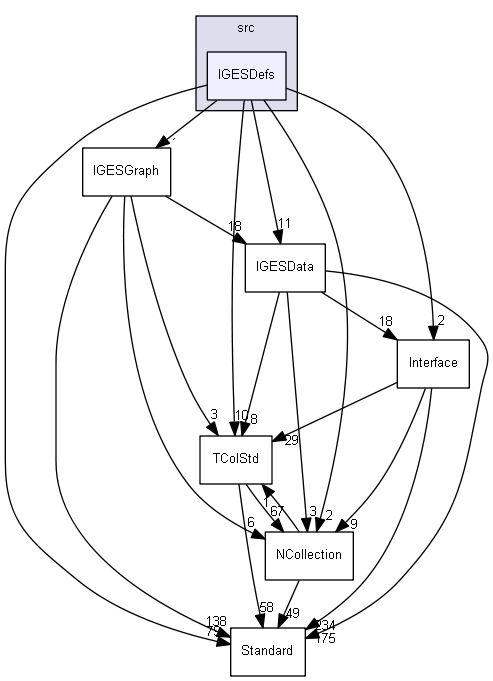 src
IGESDefs
IGESGraph
18
11
IGESData
18
2
Interface
3
10
8
29
TColStd
1
6
67
3
2
9
NCollection
58
49
138
234
175
Standard